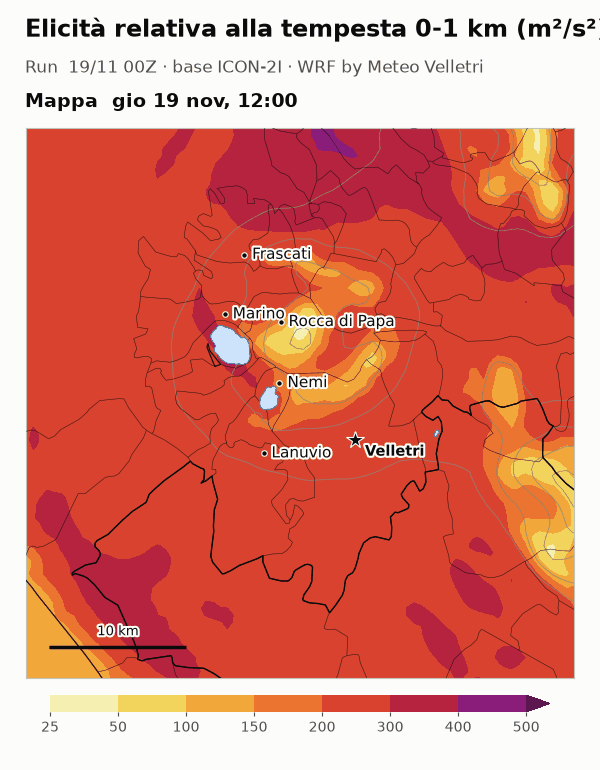 Elicità relativa alla tempesta 0-1 km (m²/s²)
Run  19/11 00Z · base ICON-2I · WRF by Meteo Velletri
Mappa  gio 19 nov, 12:00
Frascati
Marino
Rocca di Papa
Nemi
Velletri
Lanuvio
10 km
25 50 100 150 200 300 400 500